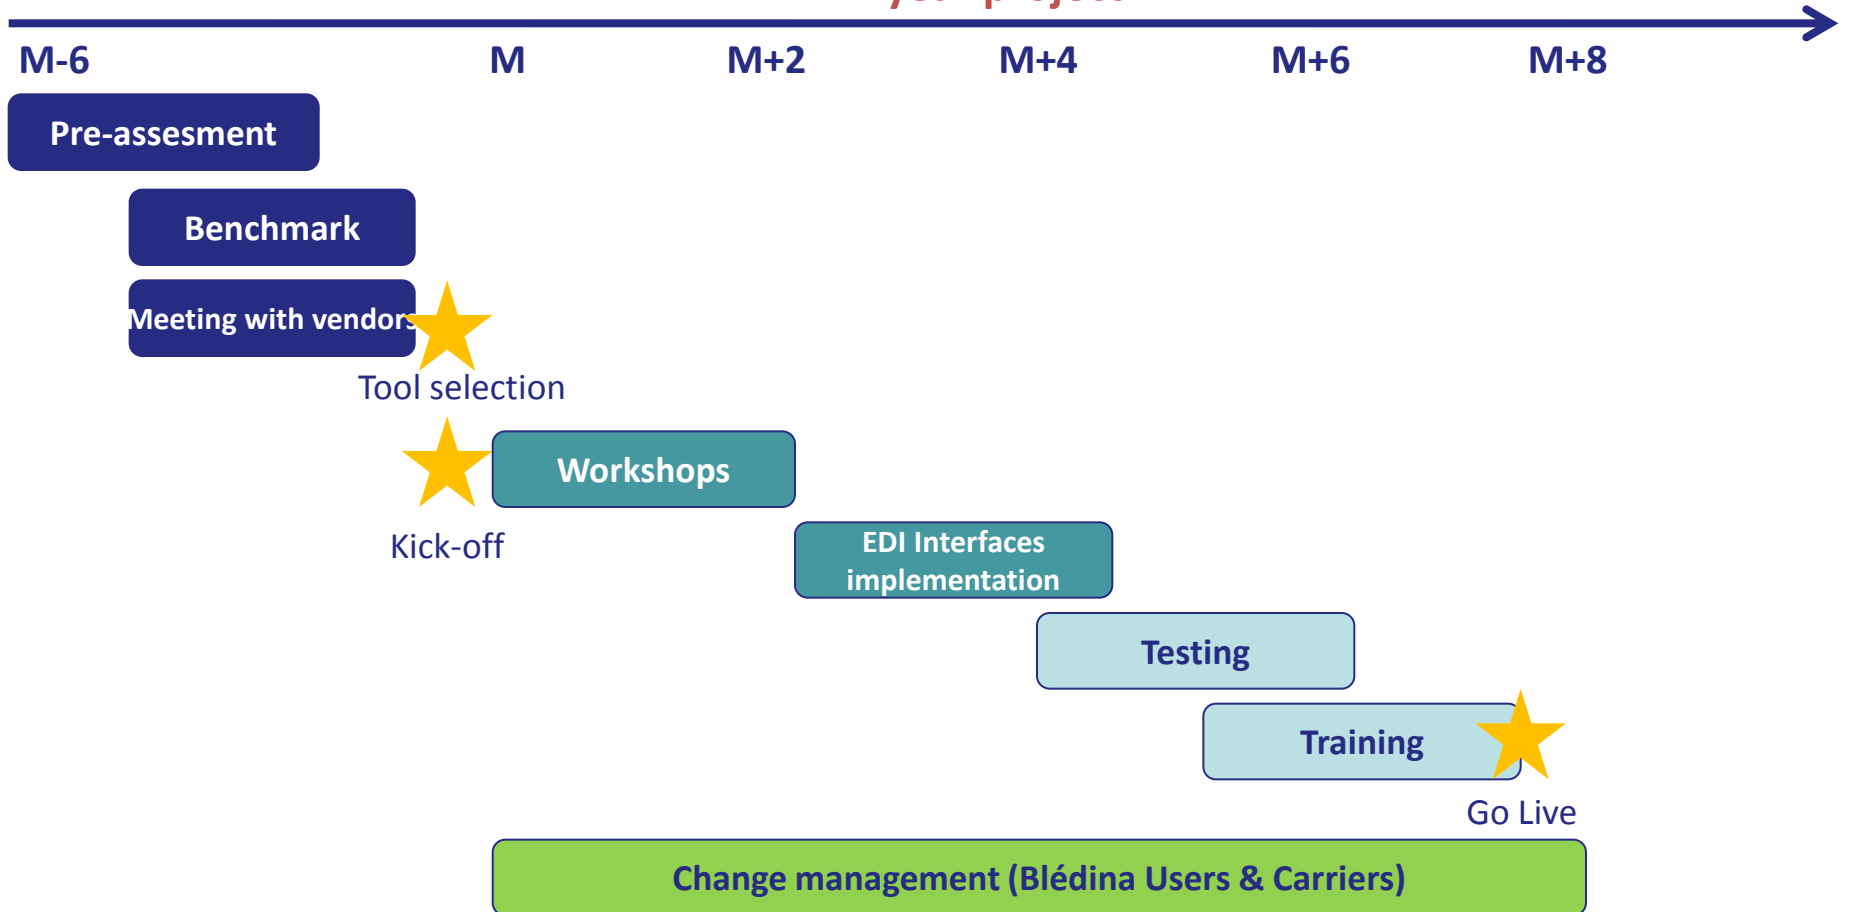 M-6 M M+2 M+4 M+6 M+8
Pre-assesment
Benchmark
Meeting with vendors
Tool selection
Workshops
Kick-off
EDI Interfaces
implementation
Testing
Training
Go Live
Change management (Blédina Users & Carriers)